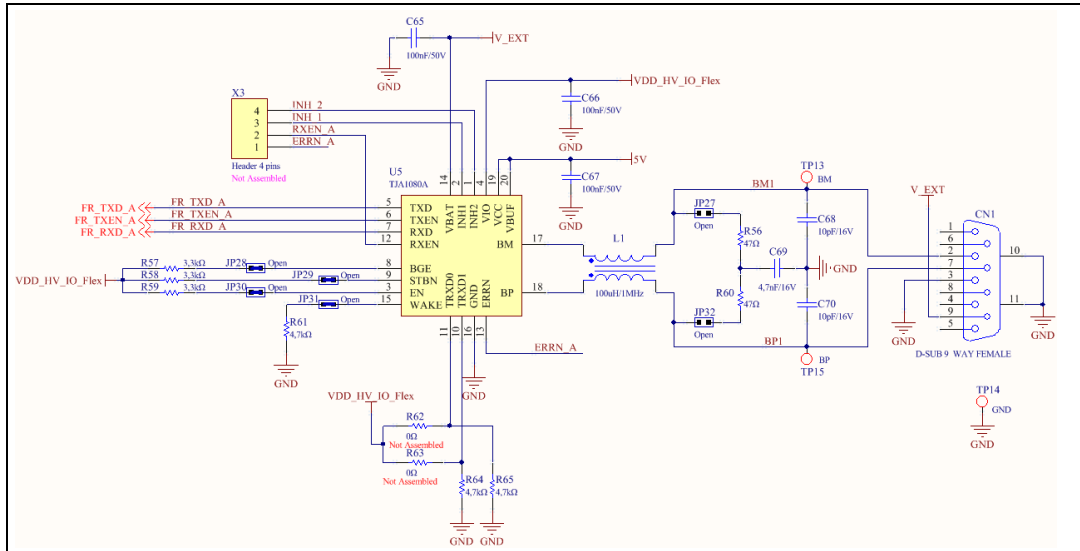 C65
100nF/50V
V_EXT
GND
VDD_HV_IO_Flex
C66
100nF/50V
GND
X3
4
3
2
1
INH_2
INH_1
RXEN_A
ERRN_A
Header 4 pins
Not Assembled
5V
C67
100nF/50V
GND
U5
TJA1080A
14
2
1
4
19
20
VBAT
INH1
INH2
VIO
VCC
VBUF
FR_TXD_A
FR_TXEN_A
FR_RXD_A
FR_TXD_A
FR_TXEN_A
FR_RXD_A
5
6
7
12
TXD
TXEN
RXD
RXEN
8
9
3
15
BGE
STBN
EN
WAKE
BM
BP
17
18
TRXD0
TRXD1
GND
ERRN
11
10
16
13
VDD_HV_IO_Flex
R57
R58
R59
3,3kΩ
3,3kΩ
3,3kΩ
JP28
Open
JP29
Open
JP30
Open
JP31
Open
R61
4,7kΩ
GND
L1
100uH/1MHz
BM1
TP13
BM
JP27
Open
R56
47Ω
C69
4,7nF/16V
R60
47Ω
JP32
Open
C68
10pF/16V
GND
C70
10pF/16V
BP1
BP
TP15
V_EXT
CN1
1
6
2
7
3
8
4
9
5
10
11
GND
GND
D-SUB 9 WAY FEMALE
TP14
GND
GND
ERRN_A
GND
VDD_HV_IO_Flex
R62
0Ω
Not Assembled
R63
0Ω
Not Assembled
R64
4,7kΩ
R65
4,7kΩ
GND
GND